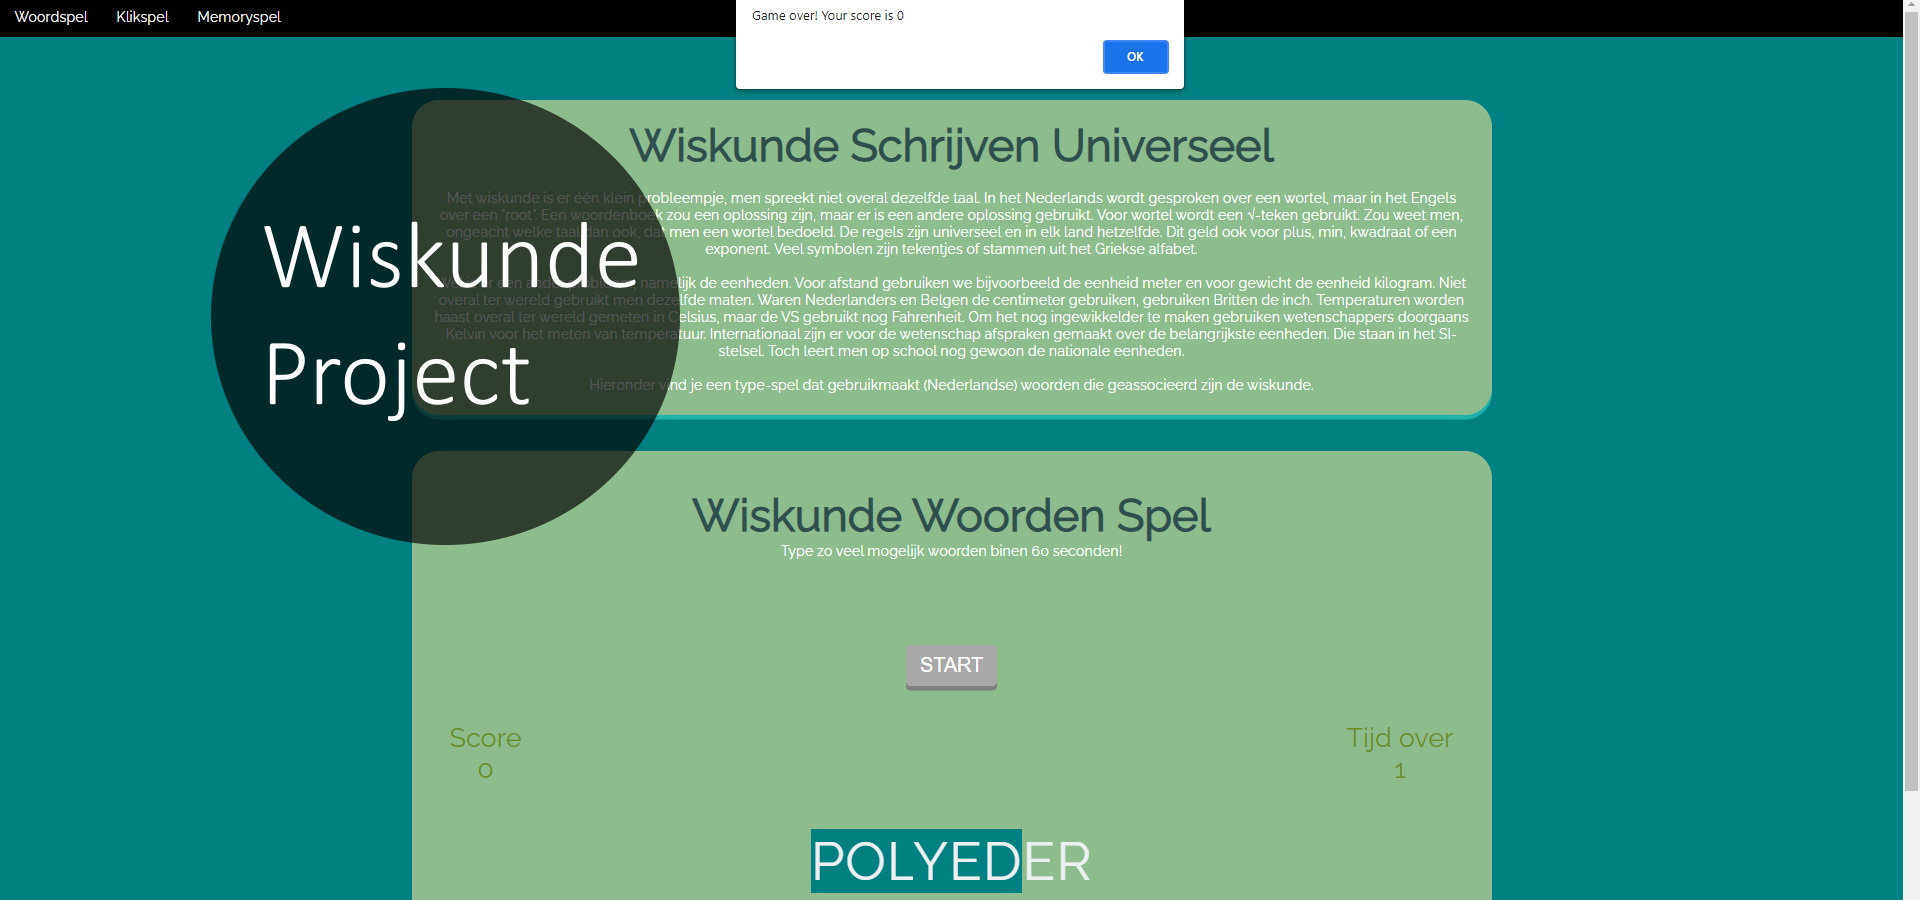 Woordspel Klikspel Memoryspel
Game over! Your score is 0
OK
Wiskunde
Project
Wiskunde Schrijven Universeel
Met wiskunde is er één klein probleempje, men spreekt niet overal dezelfde taal. In het Nederlands wordt gesproken over een wortel, maar in het Engels
over een "root". Een woordenboek zou een oplossing zijn, maar er is een andere oplossing gebruikt. Voor wortel wordt een √-teken gebruikt. Zou weet men,
ongeacht welke taal dan ook, dat men een wortel bedoeld. De regels zijn universeel en in elk land hetzelfde. Dit geld ook voor plus, min, kwadraat of een
exponent. Veel symbolen zijn tekentjes of stammen uit het Griekse alfabet.
er een ander probleem, namelijk de eenheden. Voor afstand gebruiken we bijvoorbeeld de eenheid meter en voor gewicht de eenheid kilogram. Niet
overal ter wereld gebruikt men dezelfde maten. Waren Nederlanders en Belgen de centimeter gebruiken, gebruiken Britten de inch. Temperaturen worden
haast overal ter wereld gemeten in Celsius, maar de VS gebruikt nog Fahrenheit. Om het nog ingewikkelder te maken gebruiken wetenschappers doorgaans
Kelvin voor het meten van temperatuur. Internationaal zijn er voor de wetenschap afspraken gemaakt over de belangrijkste eenheden. Die staan in het SI-
stelsel. Toch leert men op school nog gewoon de nationale eenheden.
Hieronder vind je een type-spel dat gebruikmaakt (Nederlandse) woorden die geassocieerd zijn de wiskunde.
Wiskunde Woorden Spel
Type zo veel mogelijk woorden binen 60 seconden!
START
Score
0
Tijd over
1
POLYEDER